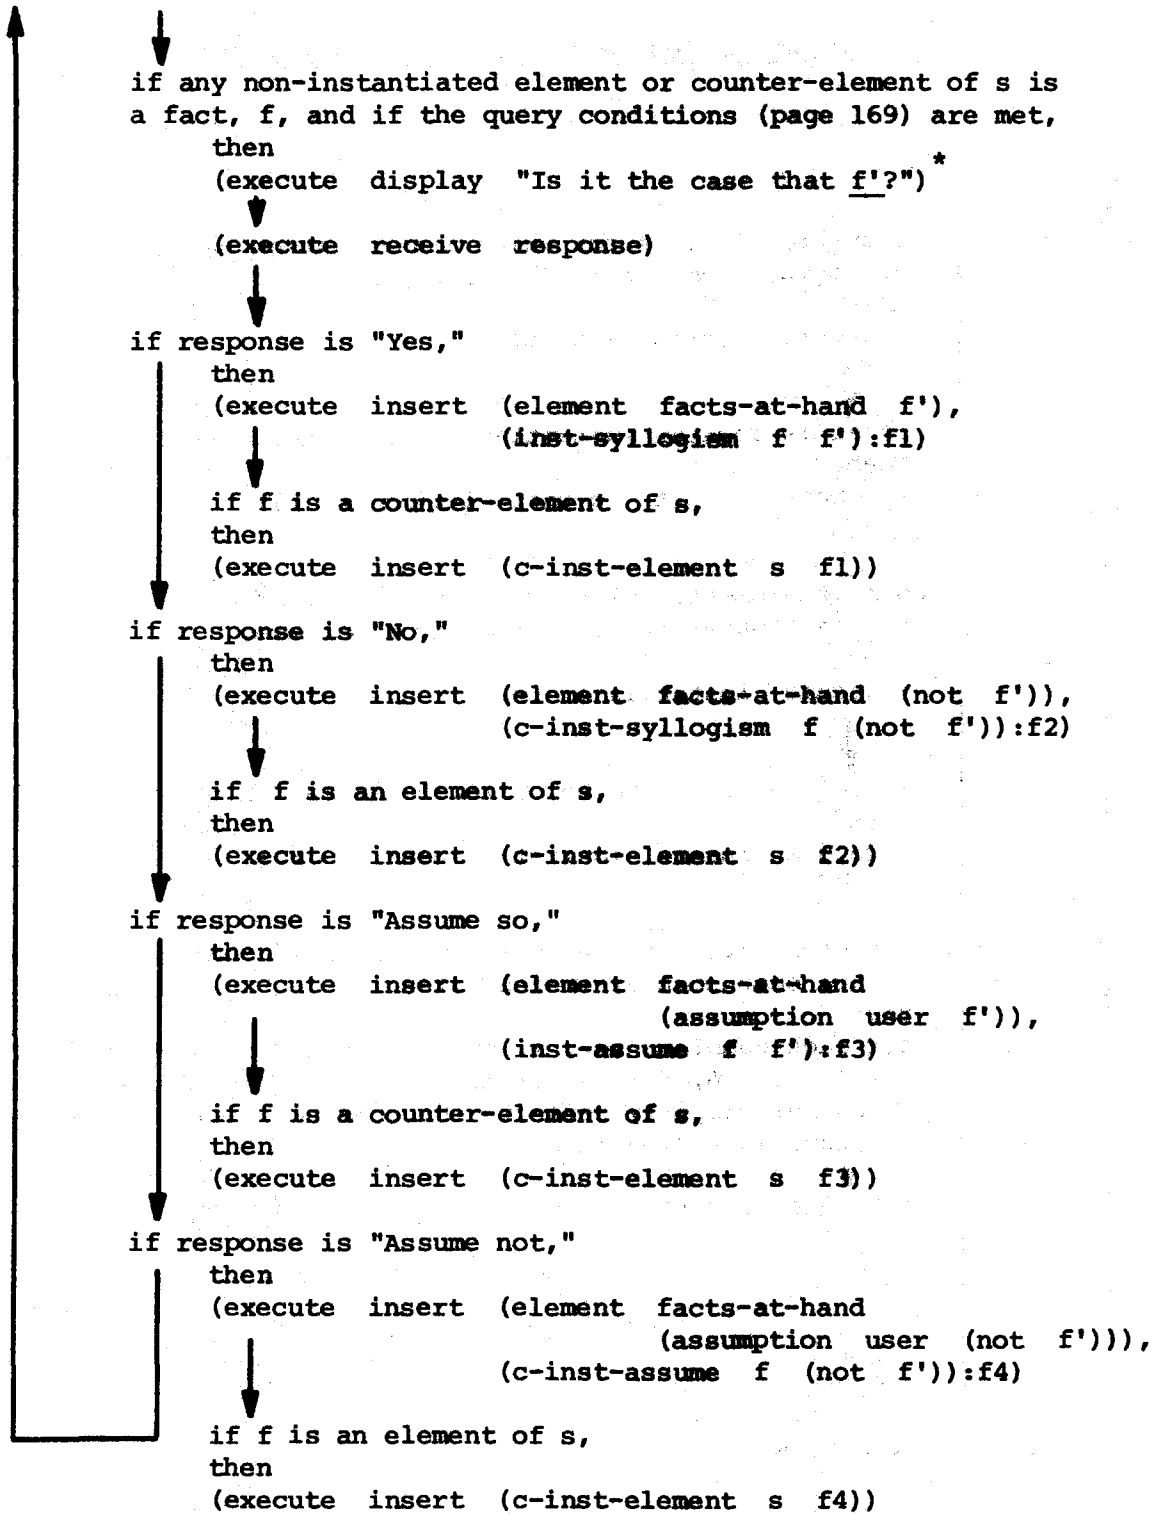 if any non-instantiated element or counter-element of s is
a fact, f, and if the query conditions (page 169) are met,
then
(execute display "Is it the case that f'?")*
(execute receive response)
if response is "Yes,"
then
(execute insert (element facts-at-hand f'),
(inst-syllogism f f'):f1)
if f is a counter-element of s,
then
(execute insert (c-inst-element s f1))
if response is "No,"
then
(execute insert (element facts-at-hand (not f')),
(c-inst-syllogism f (not f')):f2)
if f is an element of s,
then
(execute insert (c-inst-element s f2))
if response is "Assume so,"
then
(execute insert (element facts-at-hand
(assumption user f')),
(inst-assume f f'):f3)
if f is a counter-element of s,
then
(execute insert (c-inst-element s f3))
if response is "Assume not,"
then
(execute insert (element facts-at-hand
(assumption user (not f'))),
(c-inst-assume f (not f')):f4)
if f is an element of s,
then
(execute insert (c-inst-element s f4))